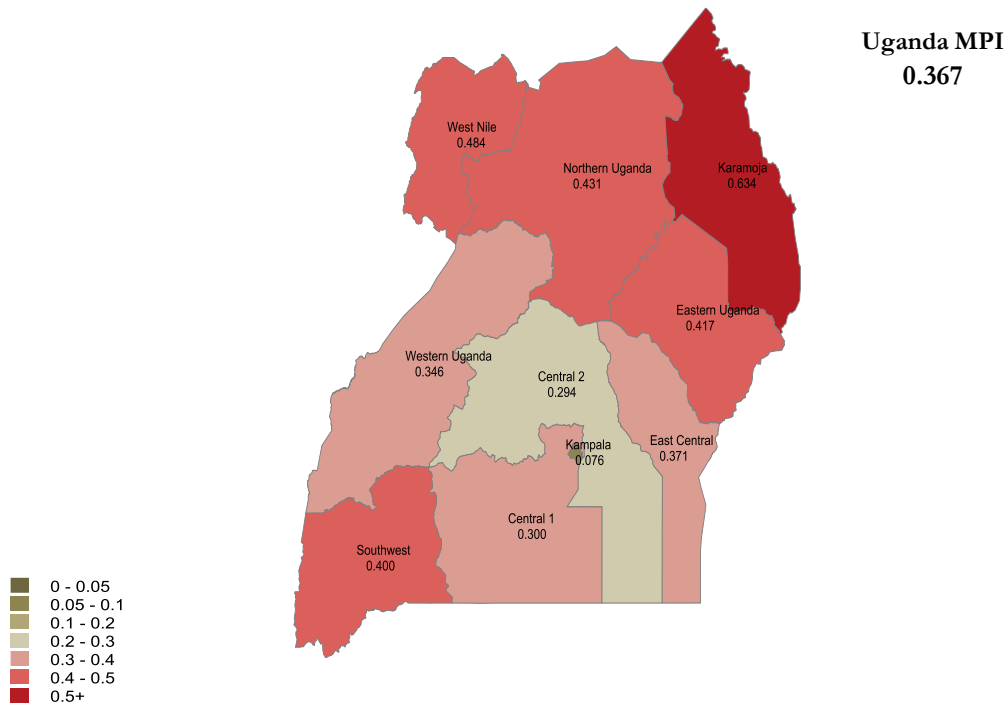 Uganda MPI
0.367
West Nile
0.484
Northern Uganda
0.431
Karamoja
0.634
Eastern Uganda
0.417
Western Uganda
0.346
Central 2
0.294
Kampala
0.076
East Central
0.371
Central 1
0.300
Southwest
0.400
0 - 0.05
0.05 - 0.1
0.1 - 0.2
0.2 - 0.3
0.3 - 0.4
0.4 - 0.5
0.5+